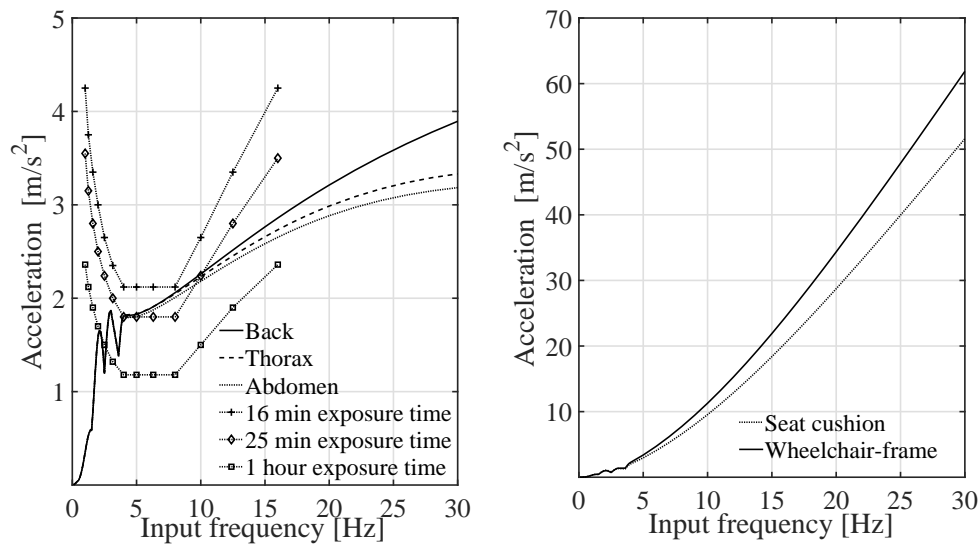 5
4
3
2
1
Acceleration [m/s²]
0 5 10 15 20 25 30
Input frequency [Hz]
Back
Thorax
Abdomen
16 min exposure time
25 min exposure time
1 hour exposure time
70
60
50
40
30
20
10
Acceleration [m/s²]
0 5 10 15 20 25 30
Input frequency [Hz]
Seat cushion
Wheelchair-frame